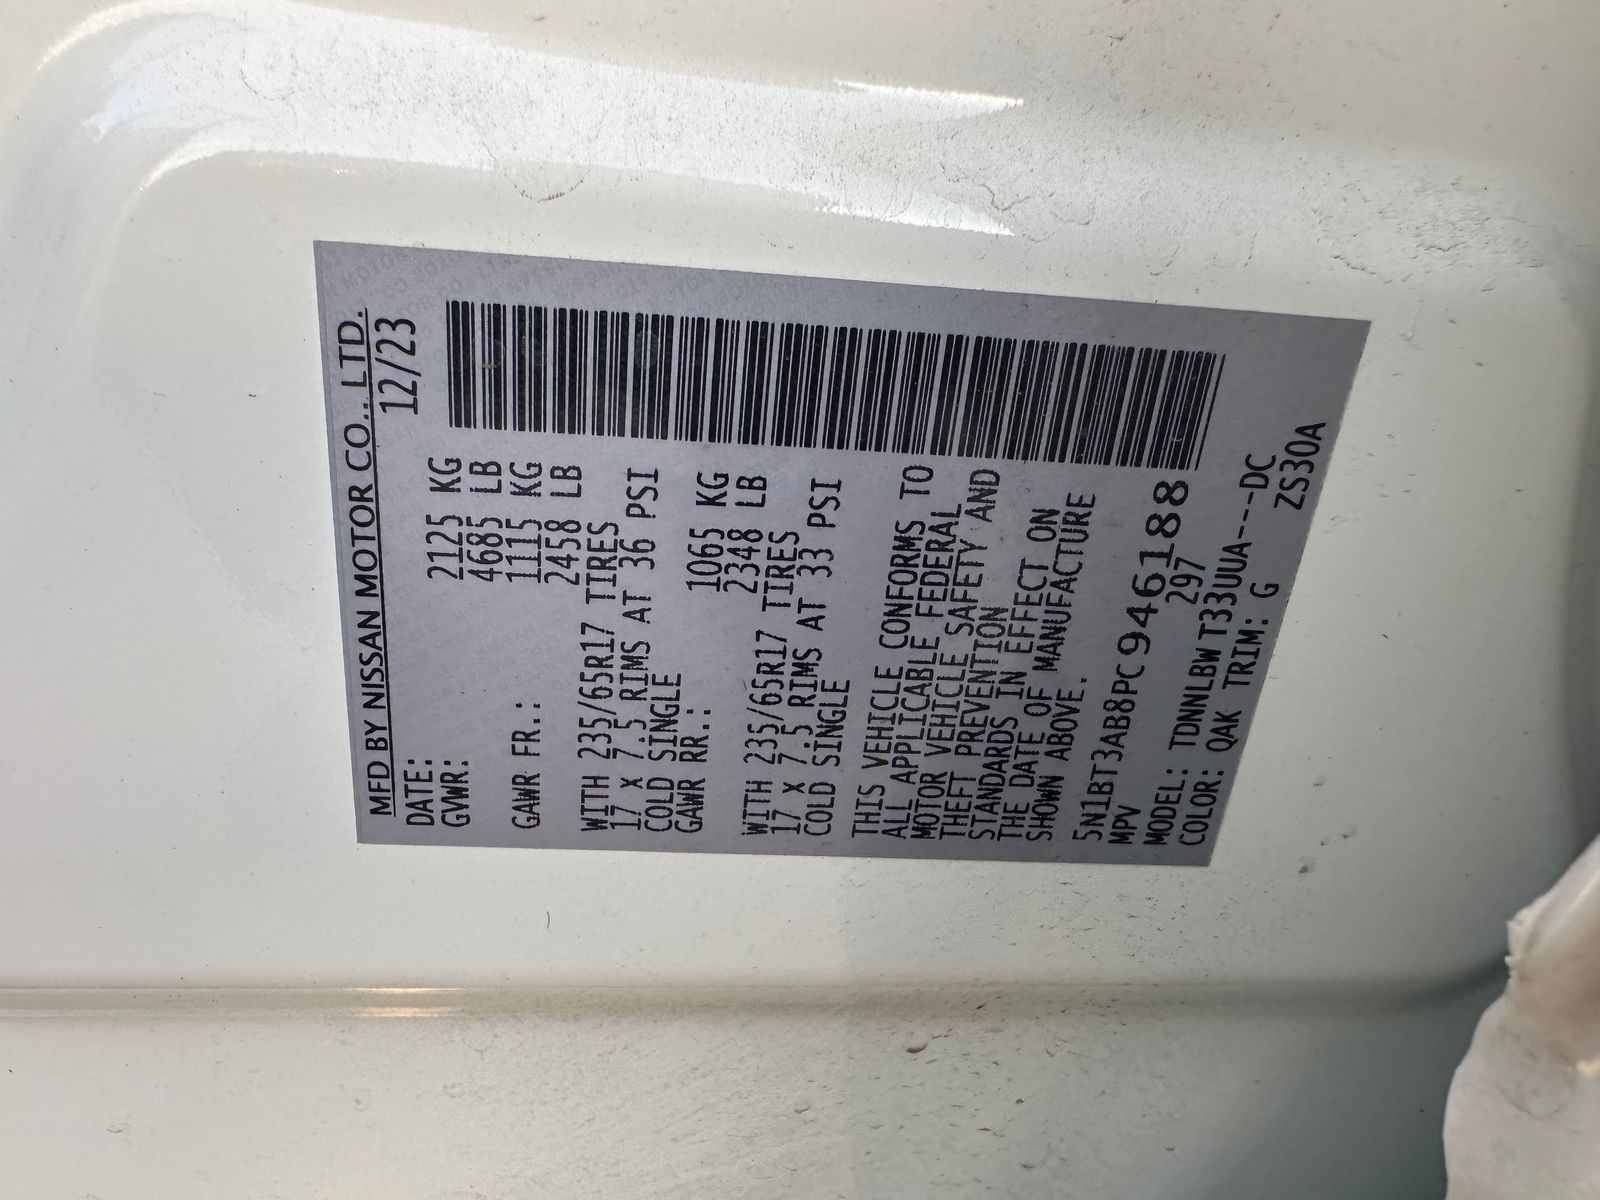 MFD BY NISSAN MOTOR CO., LTD.
DATE: 12/23
GVWR: 2125 KG
4685 LB
GAWR FR.: 1115 KG
2458 LB
WITH 235/65R17 TIRES
17 X 7.5 RIMS AT 36 PSI
COLD SINGLE
GAWR RR.: 1065 KG
2348 LB
WITH 235/65R17 TIRES
17 X 7.5 RIMS AT 33 PSI
COLD SINGLE
THIS VEHICLE CONFORMS TO
ALL APPLICABLE FEDERAL
MOTOR VEHICLE SAFETY AND
THEFT PREVENTION
STANDARDS IN EFFECT ON
THE DATE OF MANUFACTURE
SHOWN ABOVE.
5N1BT3AB8PC946188
MPV 297
MODEL: TDNNLBW T33UUA---DC
COLOR: QAK TRIM: G ZS30A